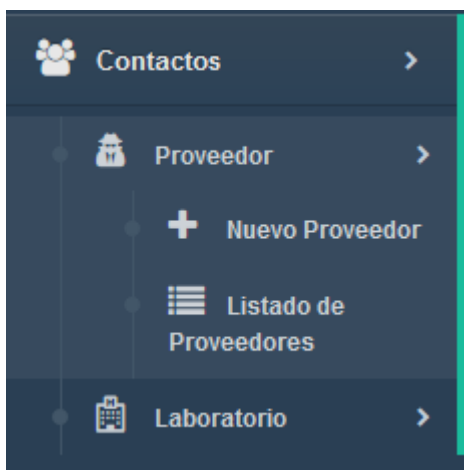 Contactos
Proveedor
Nuevo Proveedor
Listado de
Proveedores
Laboratorio